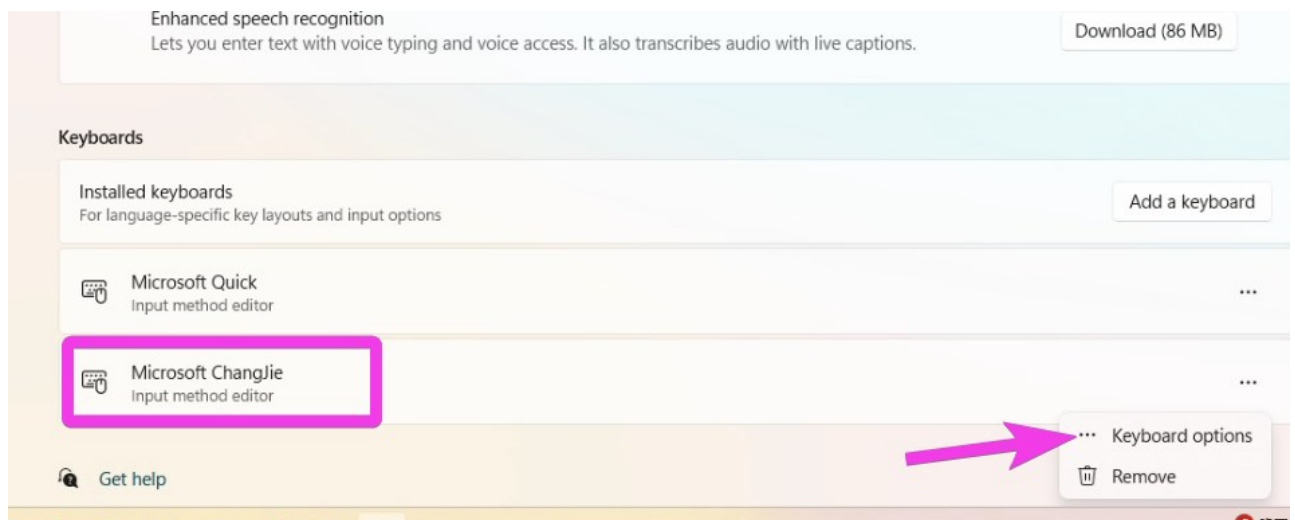 Enhanced speech recognition
Lets you enter text with voice typing and voice access. It also transcribes audio with live captions.
Download (86 MB)
Keyboards
Installed keyboards
For language-specific key layouts and input options
Add a keyboard
Microsoft Quick
Input method editor
Microsoft ChangJie
Input method editor
Keyboard options
Remove
Get help